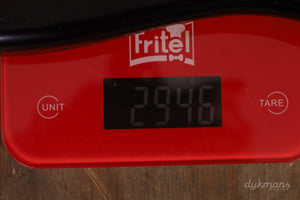 Fritel
2946
UNIT
TARE
dykmans